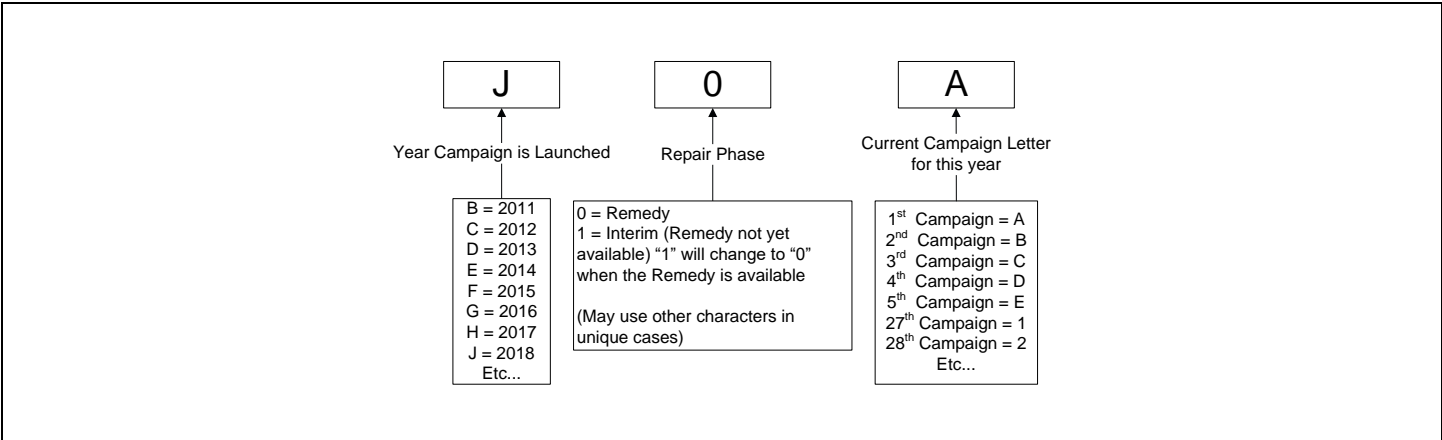 J
0
A
Year Campaign is Launched
Repair Phase
Current Campaign Letter
for this year
B = 2011
C = 2012
D = 2013
E = 2014
F = 2015
G = 2016
H = 2017
J = 2018
Etc...
0 = Remedy
1 = Interim (Remedy not yet
available) “1” will change to “0”
when the Remedy is available
(May use other characters in
unique cases)
1st Campaign = A
2nd Campaign = B
3rd Campaign = C
4th Campaign = D
5th Campaign = E
27th Campaign = 1
28th Campaign = 2
Etc...